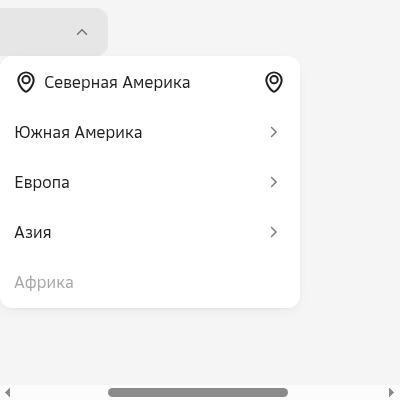 Северная Америка
Южная Америка
Европа
Азия
Африка